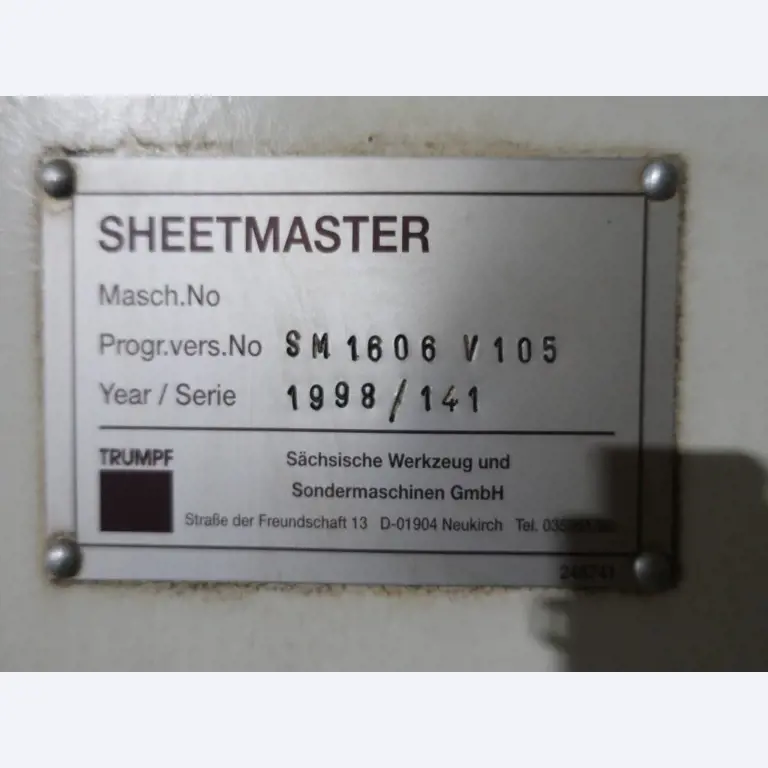 SHEETMASTER
Masch.No
Progr.vers.No SM 1606 V105
Year / Serie 1998/141
TRUMPF
Sächsische Werkzeug und
Sondermaschinen GmbH
Straße der Freundschaft 13 D-01904 Neukirch Tel.